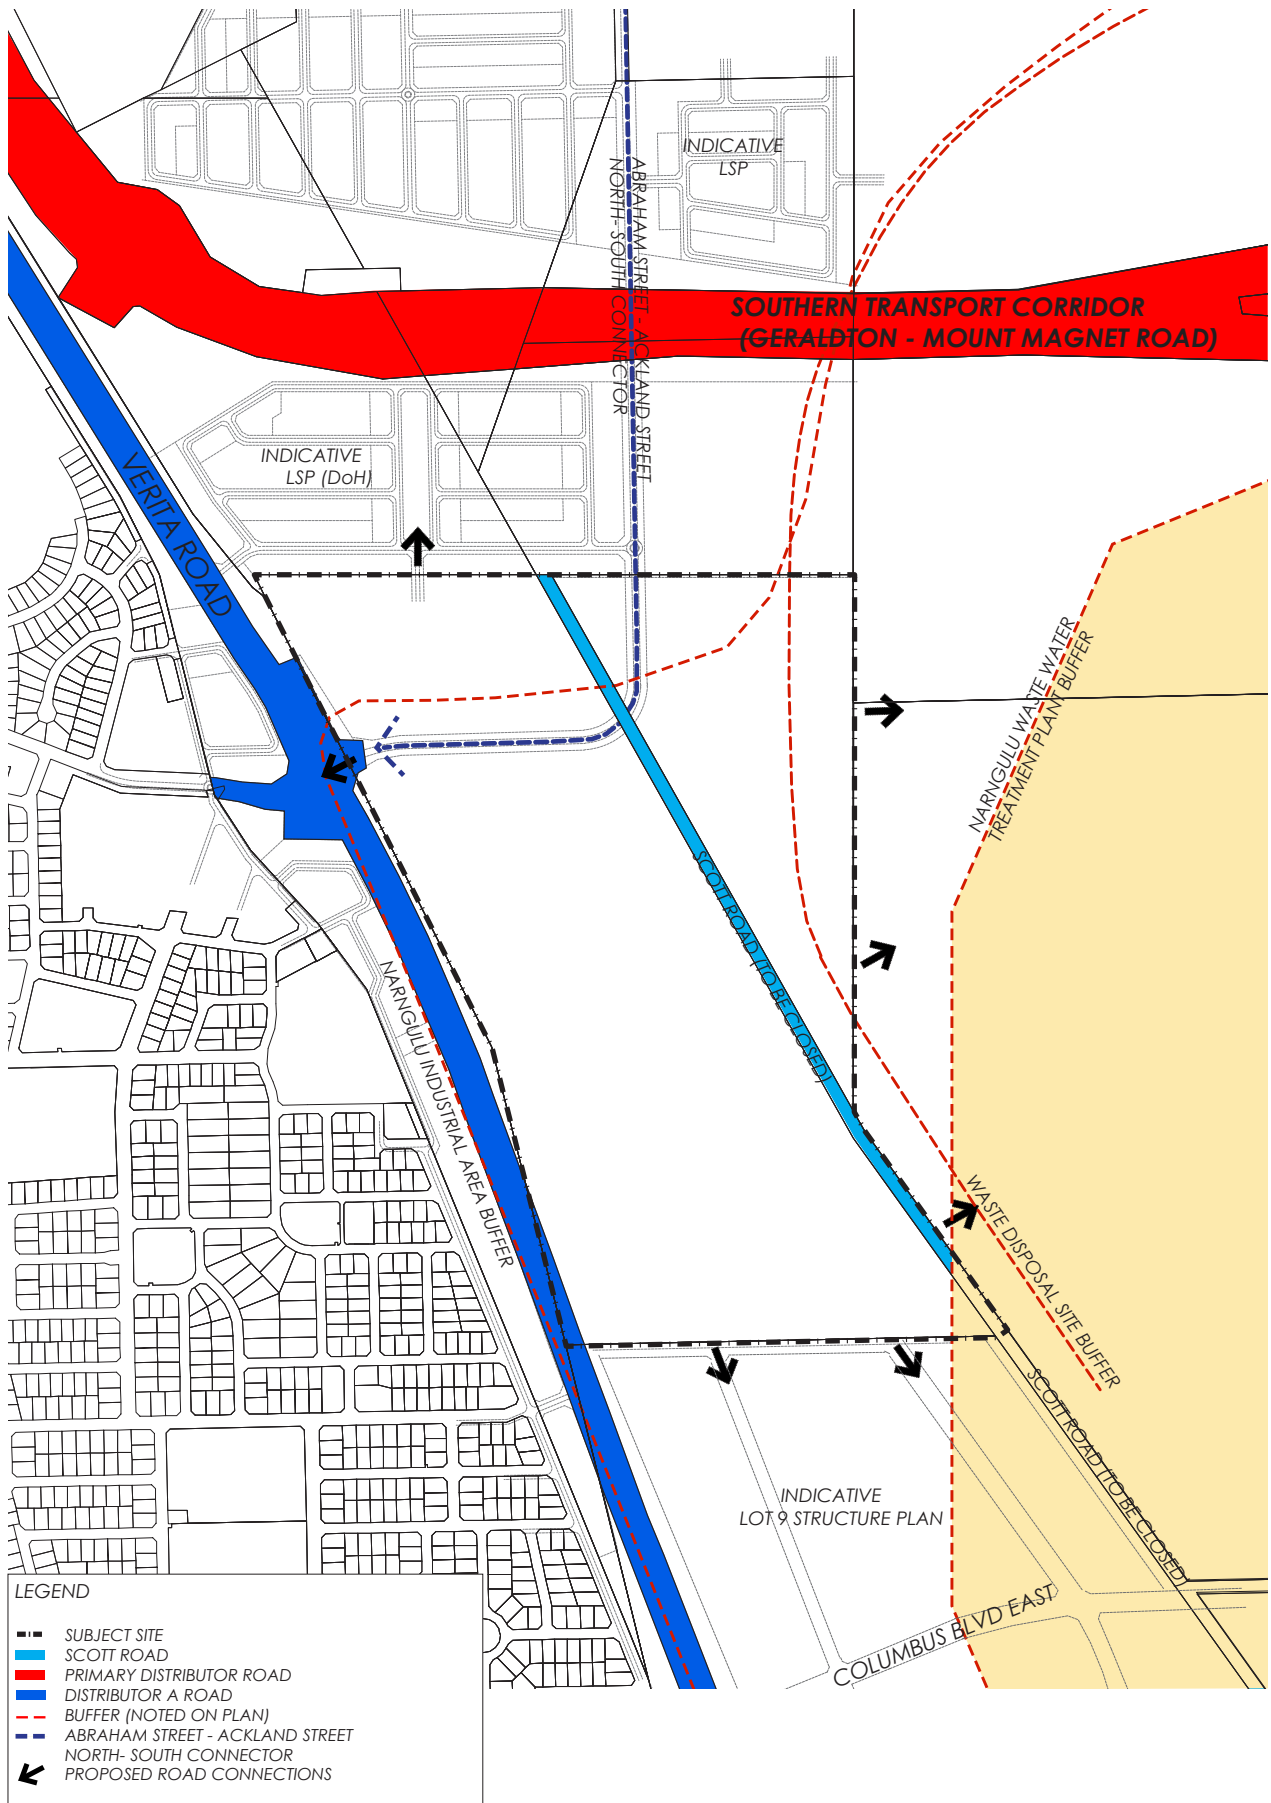 INDICATIVE
LSP
ABRAHAM STREET - ACKLAND STREET
NORTH- SOUTH CONNECTOR
SOUTHERN TRANSPORT CORRIDOR
(GERALDTON - MOUNT MAGNET ROAD)
INDICATIVE
LSP (DoH)
VERITA ROAD
NARNGULU WASTE WATER
TREATMENT PLANT BUFFER
SCOTT ROAD (TO BE CLOSED)
NARNGULU INDUSTRIAL AREA BUFFER
WASTE DISPOSAL SITE BUFFER
SCOTT ROAD (TO BE CLOSED)
INDICATIVE
LOT 9 STRUCTURE PLAN
COLUMBUS BLVD EAST
LEGEND
SUBJECT SITE
SCOTT ROAD
PRIMARY DISTRIBUTOR ROAD
DISTRIBUTOR A ROAD
BUFFER (NOTED ON PLAN)
ABRAHAM STREET - ACKLAND STREET
NORTH- SOUTH CONNECTOR
PROPOSED ROAD CONNECTIONS